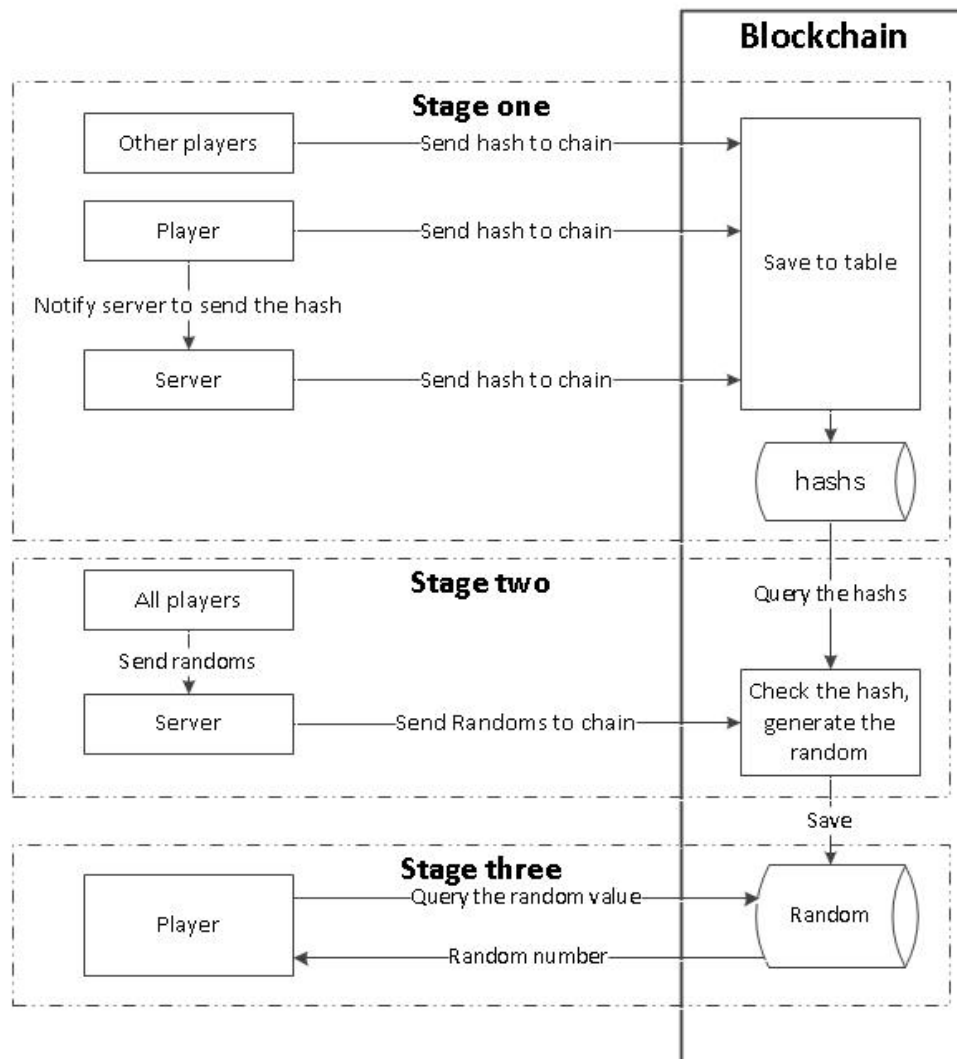 Blockchain
Stage one
Other players
Send hash to chain
Player
Send hash to chain
Save to table
Notify server to send the hash
Server
Send hash to chain
hashs
Stage two
All players
Query the hashs
Send randoms
Server
Send Randoms to chain
Check the hash,
generate the
random
Save
Stage three
Player
Query the random value
Random
Random number